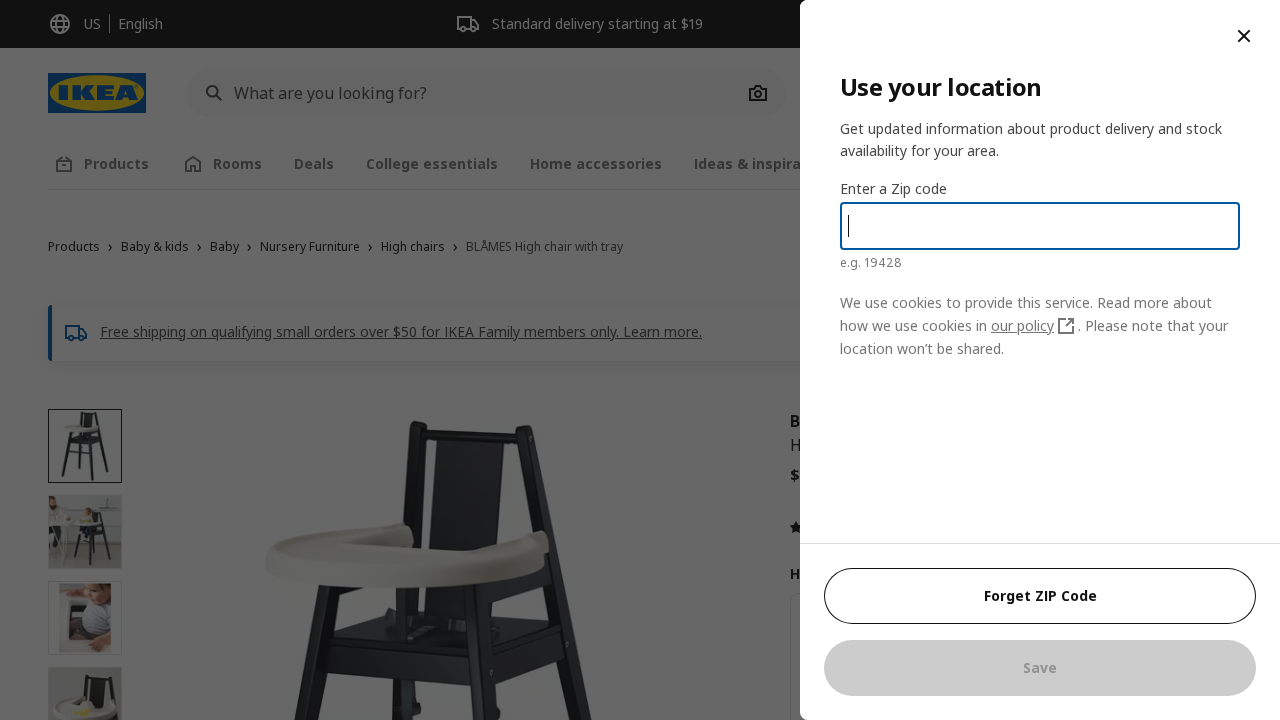 US
English
Standard delivery starting at $19
IKEA
What are you looking for?
Products
Rooms
Deals
College essentials
Home accessories
Ideas & inspira
Products
Baby & kids
Baby
Nursery Furniture
High chairs
BLÅMES High chair with tray
Free shipping on qualifying small orders over $50 for IKEA Family members only. Learn more.
B
H
$
H
Use your location
Get updated information about product delivery and stock
availability for your area.
Enter a Zip code
e.g. 19428
We use cookies to provide this service. Read more about
how we use cookies in our policy . Please note that your
location won’t be shared.
Forget ZIP Code
Save